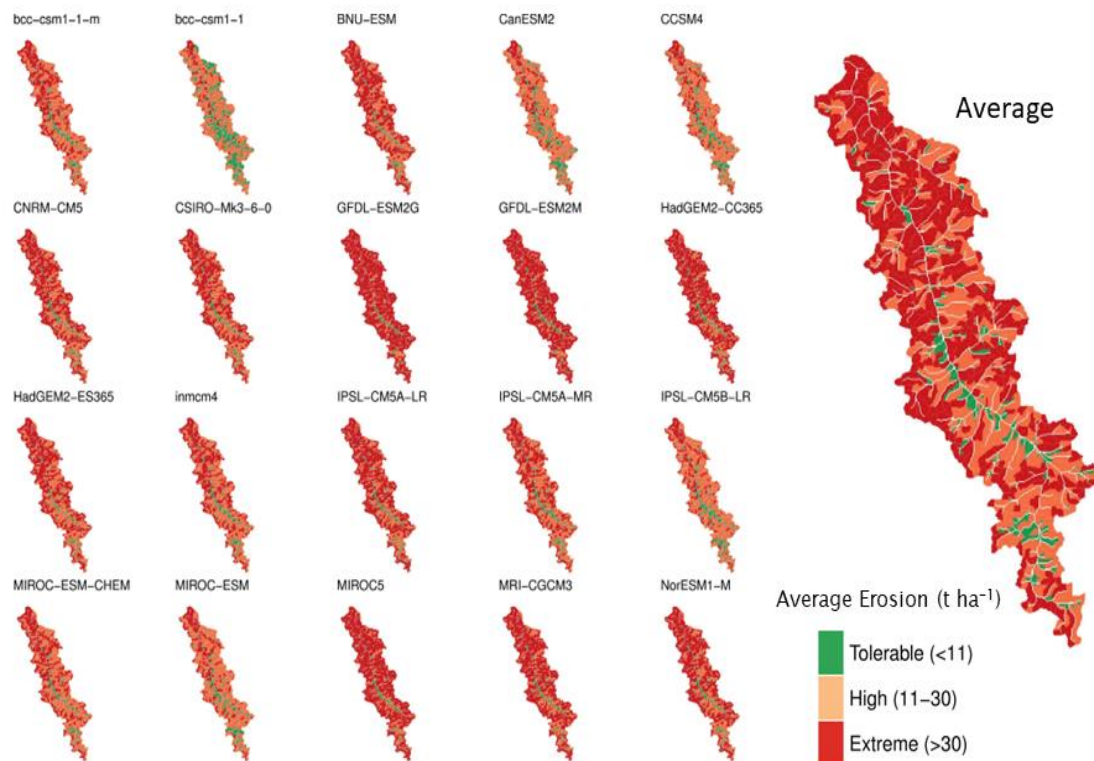 bcc-csm1-1-m
bcc-csm1-1
BNU-ESM
CanESM2
CCSM4
Average
CNRM-CM5
CSIRO-Mk3-6-0
GFDL-ESM2G
GFDL-ESM2M
HadGEM2-CC365
HadGEM2-ES365
inmcm4
IPSL-CM5A-LR
IPSL-CM5A-MR
IPSL-CM5B-LR
MIROC-ESM-CHEM
MIROC-ESM
MIROC5
MRI-CGCM3
NorESM1-M
Average Erosion (t ha⁻¹)
Tolerable (<11)
High (11-30)
Extreme (>30)